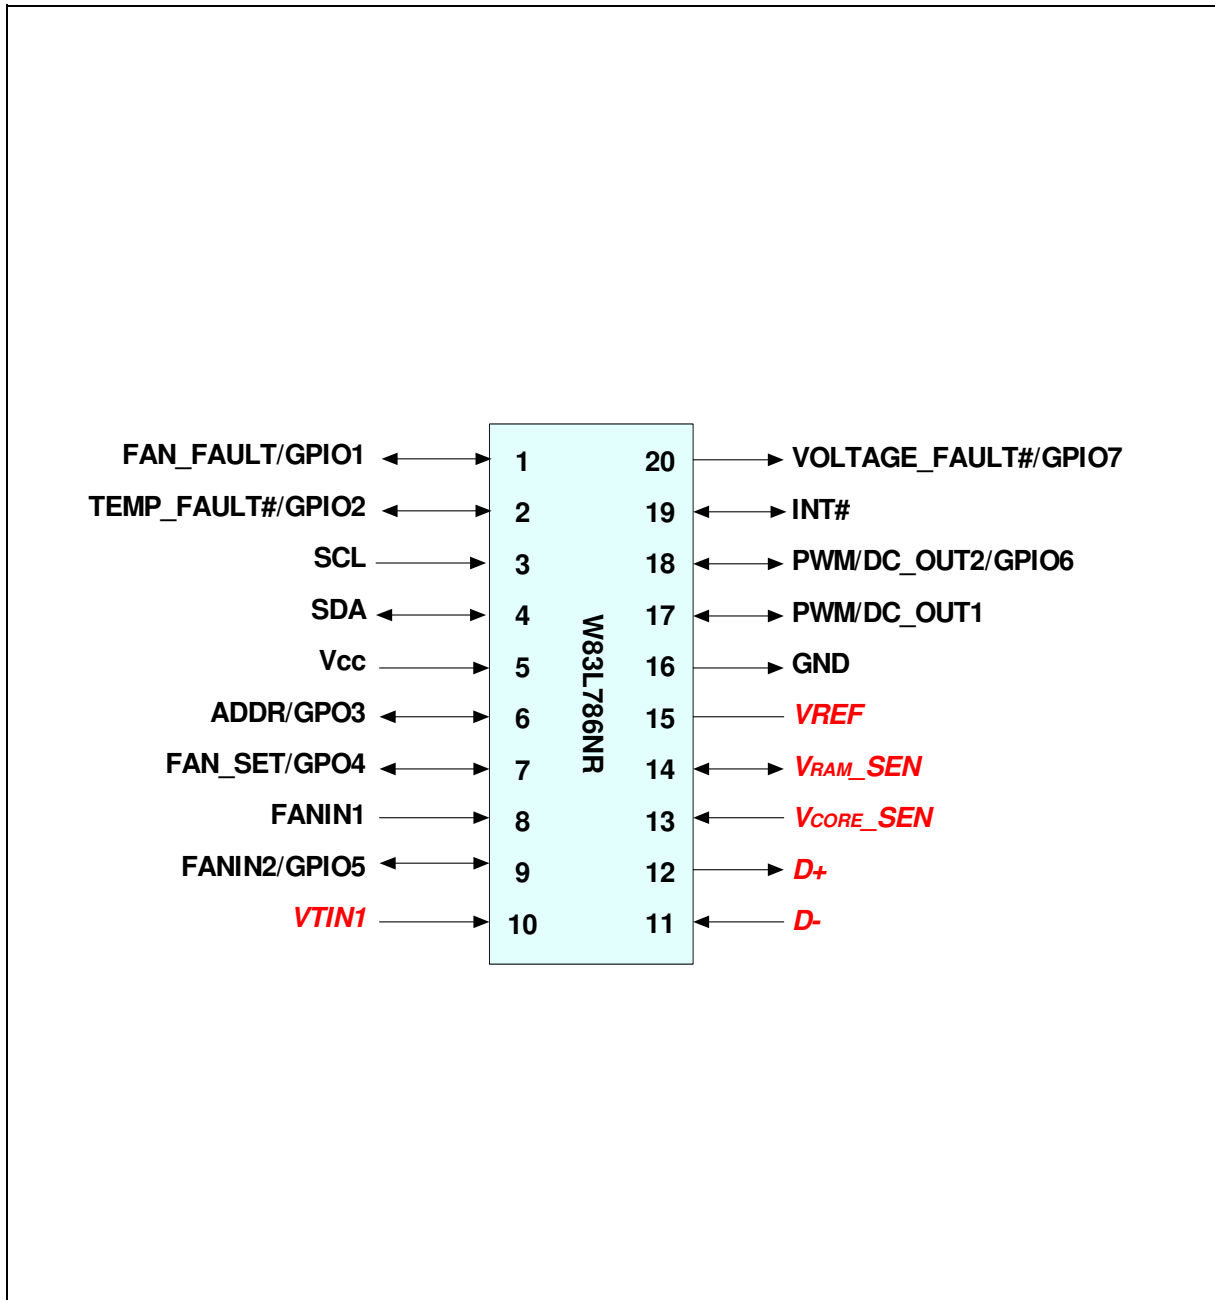 FAN_FAULT/GPIO1 1 20 VOLTAGE_FAULT#/GPIO7
TEMP_FAULT#/GPIO2 2 19 INT#
SCL 3 18 PWM/DC_OUT2/GPIO6
SDA 4 17 PWM/DC_OUT1
Vcc 5 16 GND
ADDR/GPO3 6 15 VREF
FAN_SET/GPO4 7 14 VRAM_SEN
FANIN1 8 13 VCORE_SEN
FANIN2/GPIO5 9 12 D+
VTIN1 10 11 D-
W83L786NR